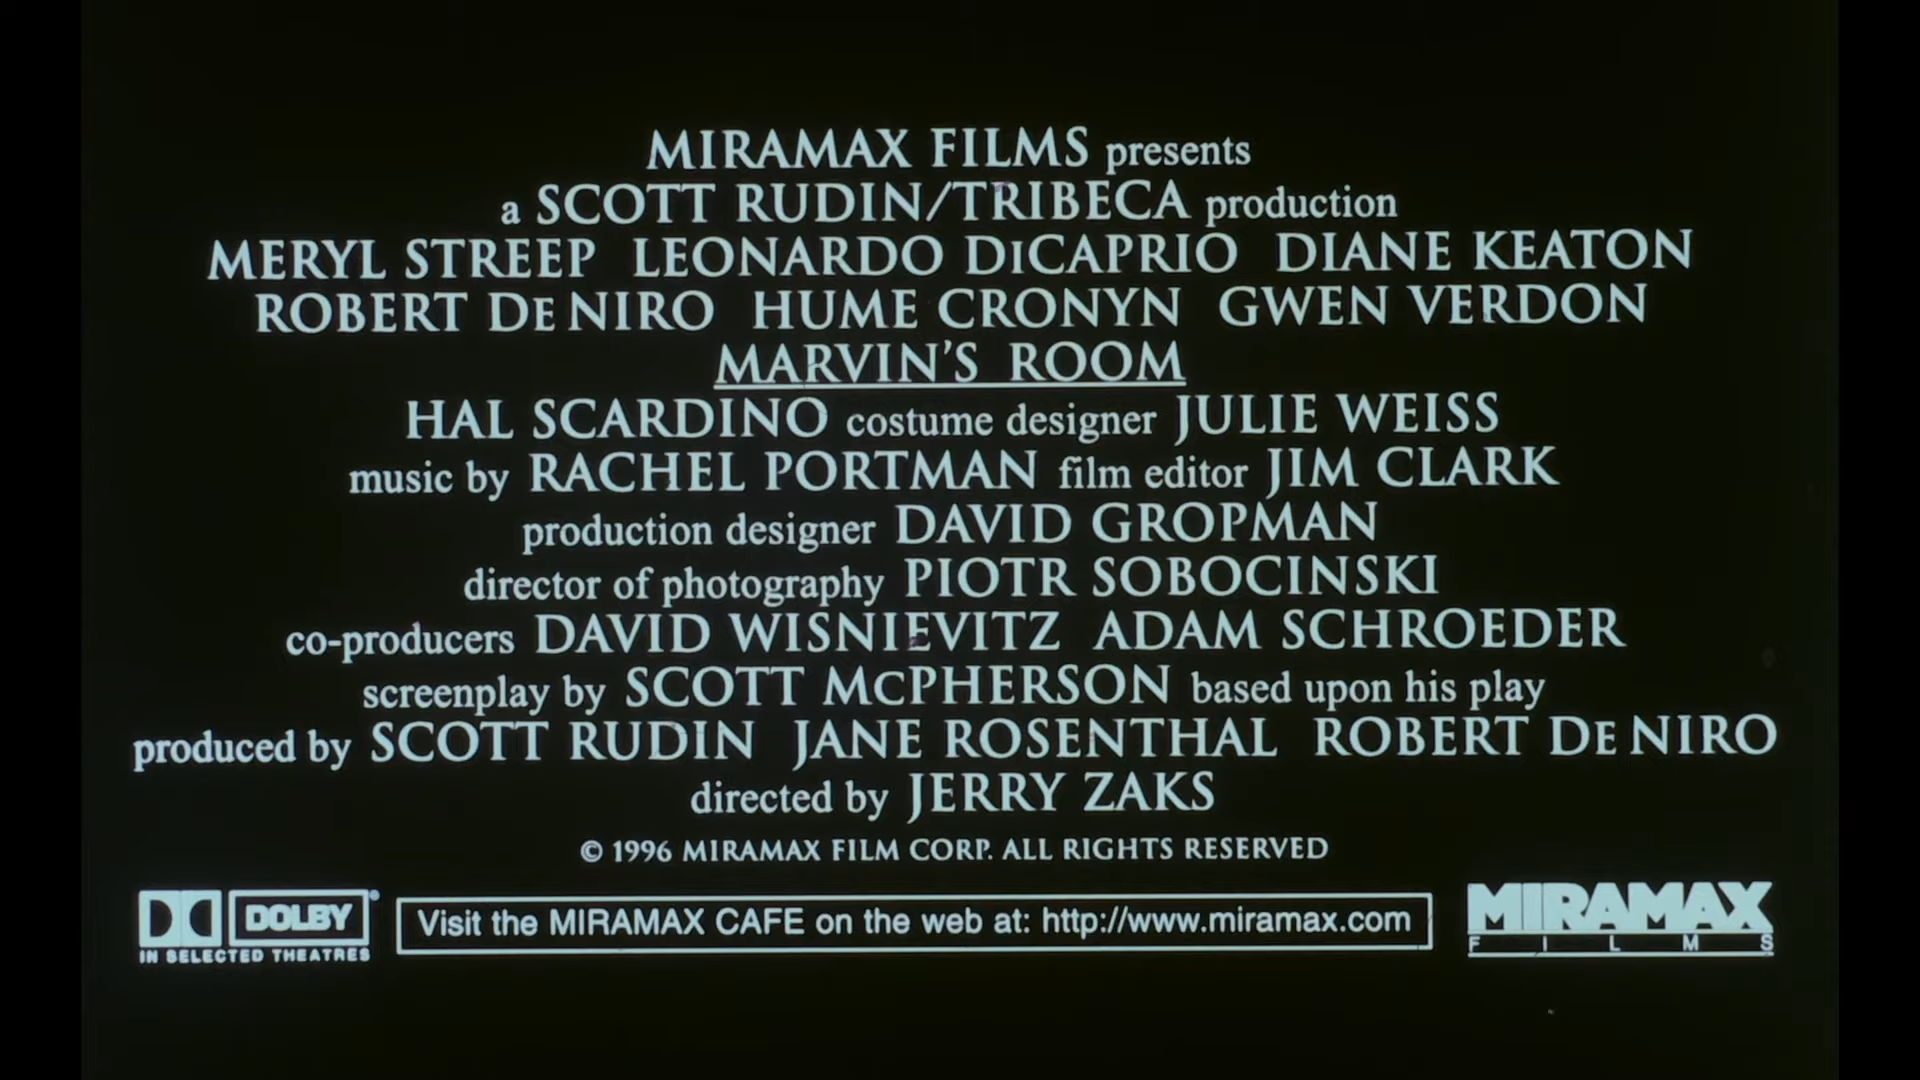 MIRAMAX FILMS presents
a SCOTT RUDIN/TRIBECA production
MERYL STREEP LEONARDO DiCAPRIO DIANE KEATON
ROBERT DE NIRO HUME CRONYN GWEN VERDON
MARVIN'S ROOM
HAL SCARDINO costume designer JULIE WEISS
music by RACHEL PORTMAN film editor JIM CLARK
production designer DAVID GROPMAN
director of photography PIOTR SOBOCINSKI
co-producers DAVID WISNIEVITZ ADAM SCHROEDER
screenplay by SCOTT McPHERSON based upon his play
produced by SCOTT RUDIN JANE ROSENTHAL ROBERT DE NIRO
directed by JERRY ZAKS
© 1996 MIRAMAX FILM CORP. ALL RIGHTS RESERVED
DOLBY
IN SELECTED THEATRES
Visit the MIRAMAX CAFE on the web at: http://www.miramax.com
MIRAMAX
FILMS